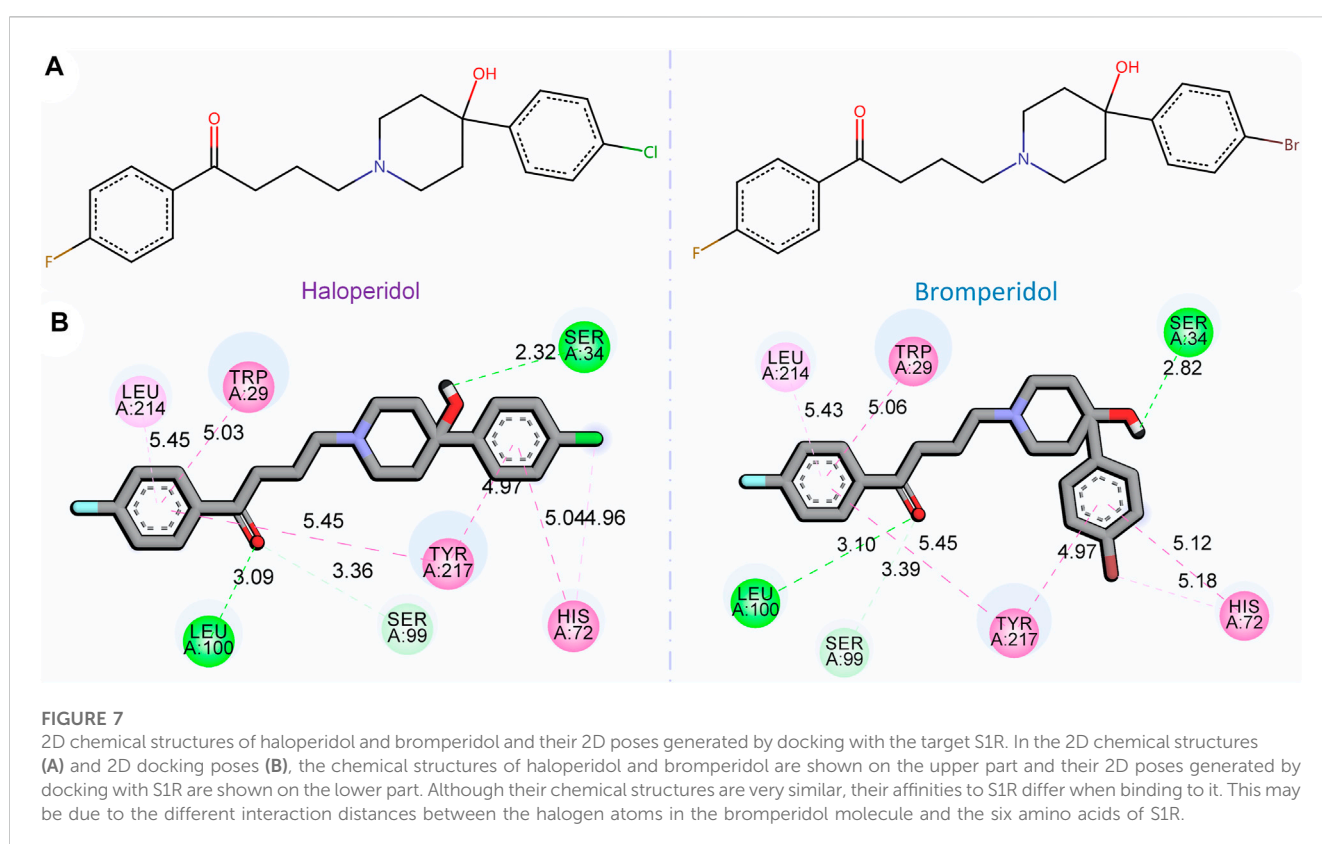 A
O
F
N
OH
Cl
O
F
N
OH
Br
Haloperidol
Bromperidol
B
LEU
A:214
TRP
A:29
SER
A:34
2.32
5.45
5.03
4.97
5.04
4.96
5.45
3.09
3.36
TYR
A:217
LEU
A:100
SER
A:99
HIS
A:72
LEU
A:214
TRP
A:29
SER
A:34
2.82
5.43
5.06
3.10
5.45
4.97
5.12
3.39
5.18
LEU
A:100
SER
A:99
TYR
A:217
HIS
A:72
FIGURE 7
2D chemical structures of haloperidol and bromperidol and their 2D poses generated by docking with the target S1R. In the 2D chemical structures
(A) and 2D docking poses (B), the chemical structures of haloperidol and bromperidol are shown on the upper part and their 2D poses generated by
docking with S1R are shown on the lower part. Although their chemical structures are very similar, their affinities to S1R differ when binding to it. This may
be due to the different interaction distances between the halogen atoms in the bromperidol molecule and the six amino acids of S1R.